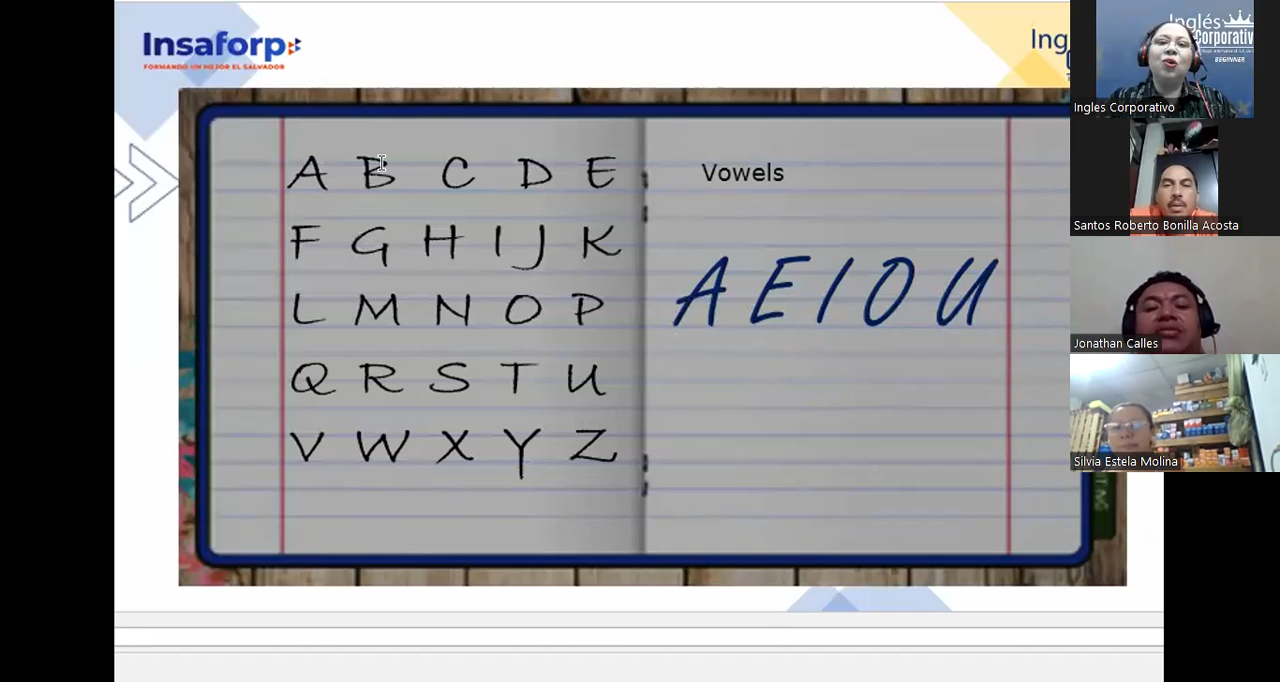 Insaforp
FORMANDO UN MEJOR EL SALVADOR
Ing
A B C D E
F G H I J K
L M N O P
Q R S T U
V W X Y Z
Vowels
A E I O U
Inglés
Corporativ
BEGINNER
Ingles Corporativo
Santos Roberto Bonilla Acosta
Jonathan Calles
Silvia Estela Molina